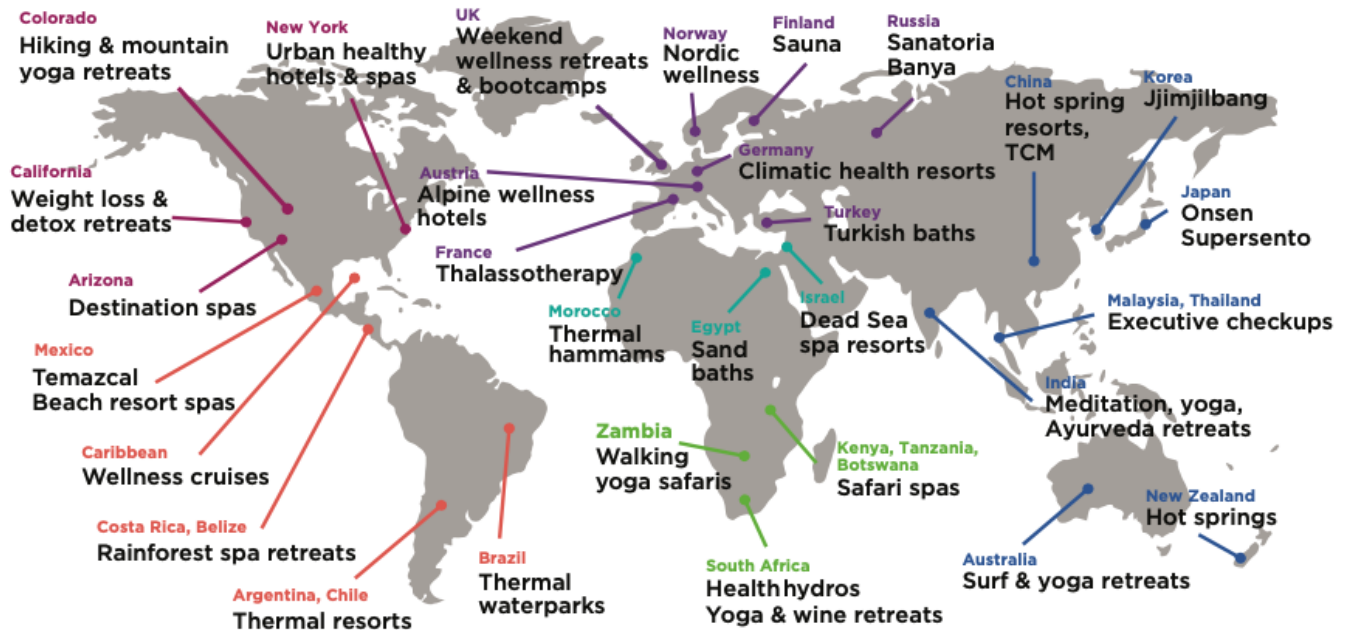 Colorado
Hiking & mountain
yoga retreats
New York
Urban healthy
hotels & spas
UK
Weekend
wellness retreats
& bootcamps
Norway
Nordic
wellness
Finland
Sauna
Russia
Sanatoria
Banya
China
Hot spring
resorts,
TCM
Korea
Jjimjilbang
California
Weight loss &
detox retreats
Austria
Alpine wellness
hotels
Germany
Climatic health resorts
Japan
Onsen
Supersento
Turkey
Turkish baths
France
Thalassotherapy
Arizona
Destination spas
Morocco
Thermal
hammams
Egypt
Sand
baths
Israel
Dead Sea
spa resorts
Malaysia, Thailand
Executive checkups
Mexico
Temazcal
Beach resort spas
India
Meditation, yoga,
Ayurveda retreats
Caribbean
Wellness cruises
Zambia
Walking
yoga safaris
Kenya, Tanzania,
Botswana
Safari spas
New Zealand
Hot springs
Costa Rica, Belize
Rainforest spa retreats
Brazil
Thermal
waterparks
South Africa
Health hydros
Yoga & wine retreats
Australia
Surf & yoga retreats
Argentina, Chile
Thermal resorts